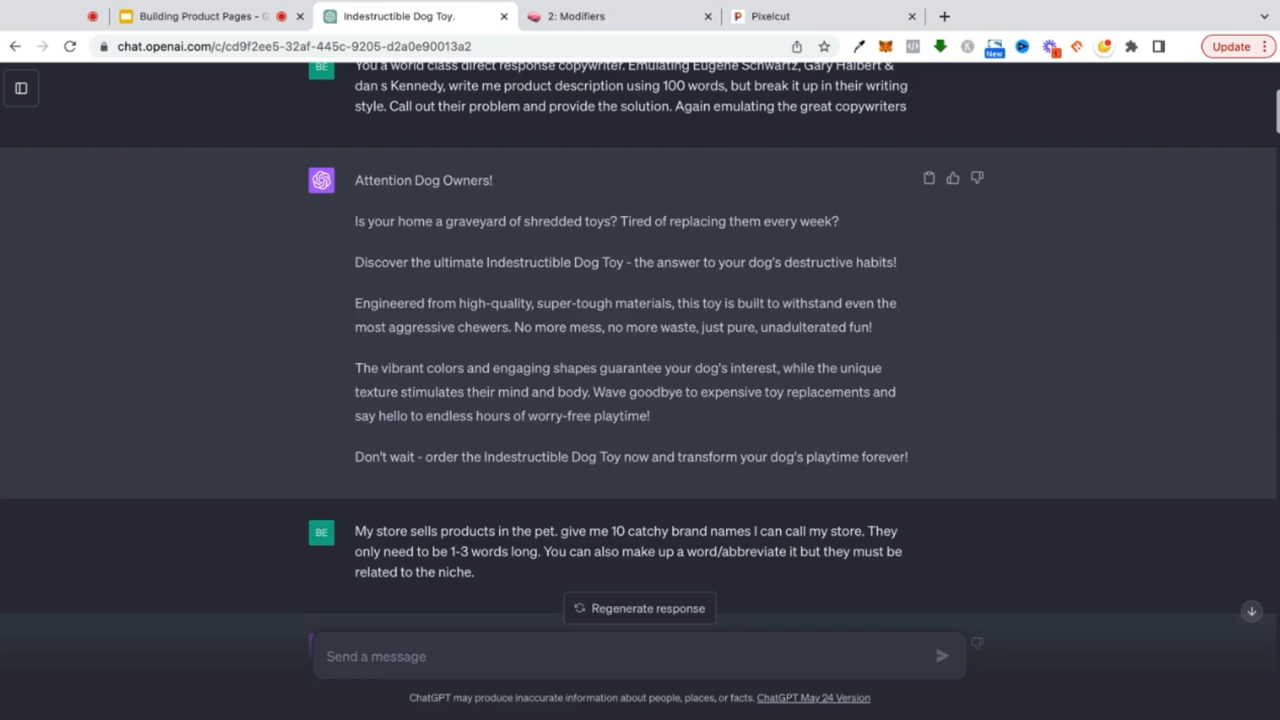 Building Product Pages - G
Indestructible Dog Toy.
2: Modifiers
Pixelcut
chat.openai.com/c/cd9f2ee5-32af-445c-9205-d2a0e90013a2
New
1
Update
BE
You a world class direct response copywriter. Emulating Eugene Schwartz, Gary Halbert &
dan s Kennedy, write me product description using 100 words, but break it up in their writing
style. Call out their problem and provide the solution. Again emulating the great copywriters
Attention Dog Owners!
Is your home a graveyard of shredded toys? Tired of replacing them every week?
Discover the ultimate Indestructible Dog Toy - the answer to your dog's destructive habits!
Engineered from high-quality, super-tough materials, this toy is built to withstand even the
most aggressive chewers. No more mess, no more waste, just pure, unadulterated fun!
The vibrant colors and engaging shapes guarantee your dog's interest, while the unique
texture stimulates their mind and body. Wave goodbye to expensive toy replacements and
say hello to endless hours of worry-free playtime!
Don't wait - order the Indestructible Dog Toy now and transform your dog's playtime forever!
BE
My store sells products in the pet. give me 10 catchy brand names I can call my store. They
only need to be 1-3 words long. You can also make up a word/abbreviate it but they must be
related to the niche.
Regenerate response
Send a message
ChatGPT may produce inaccurate information about people, places, or facts. ChatGPT May 24 Version